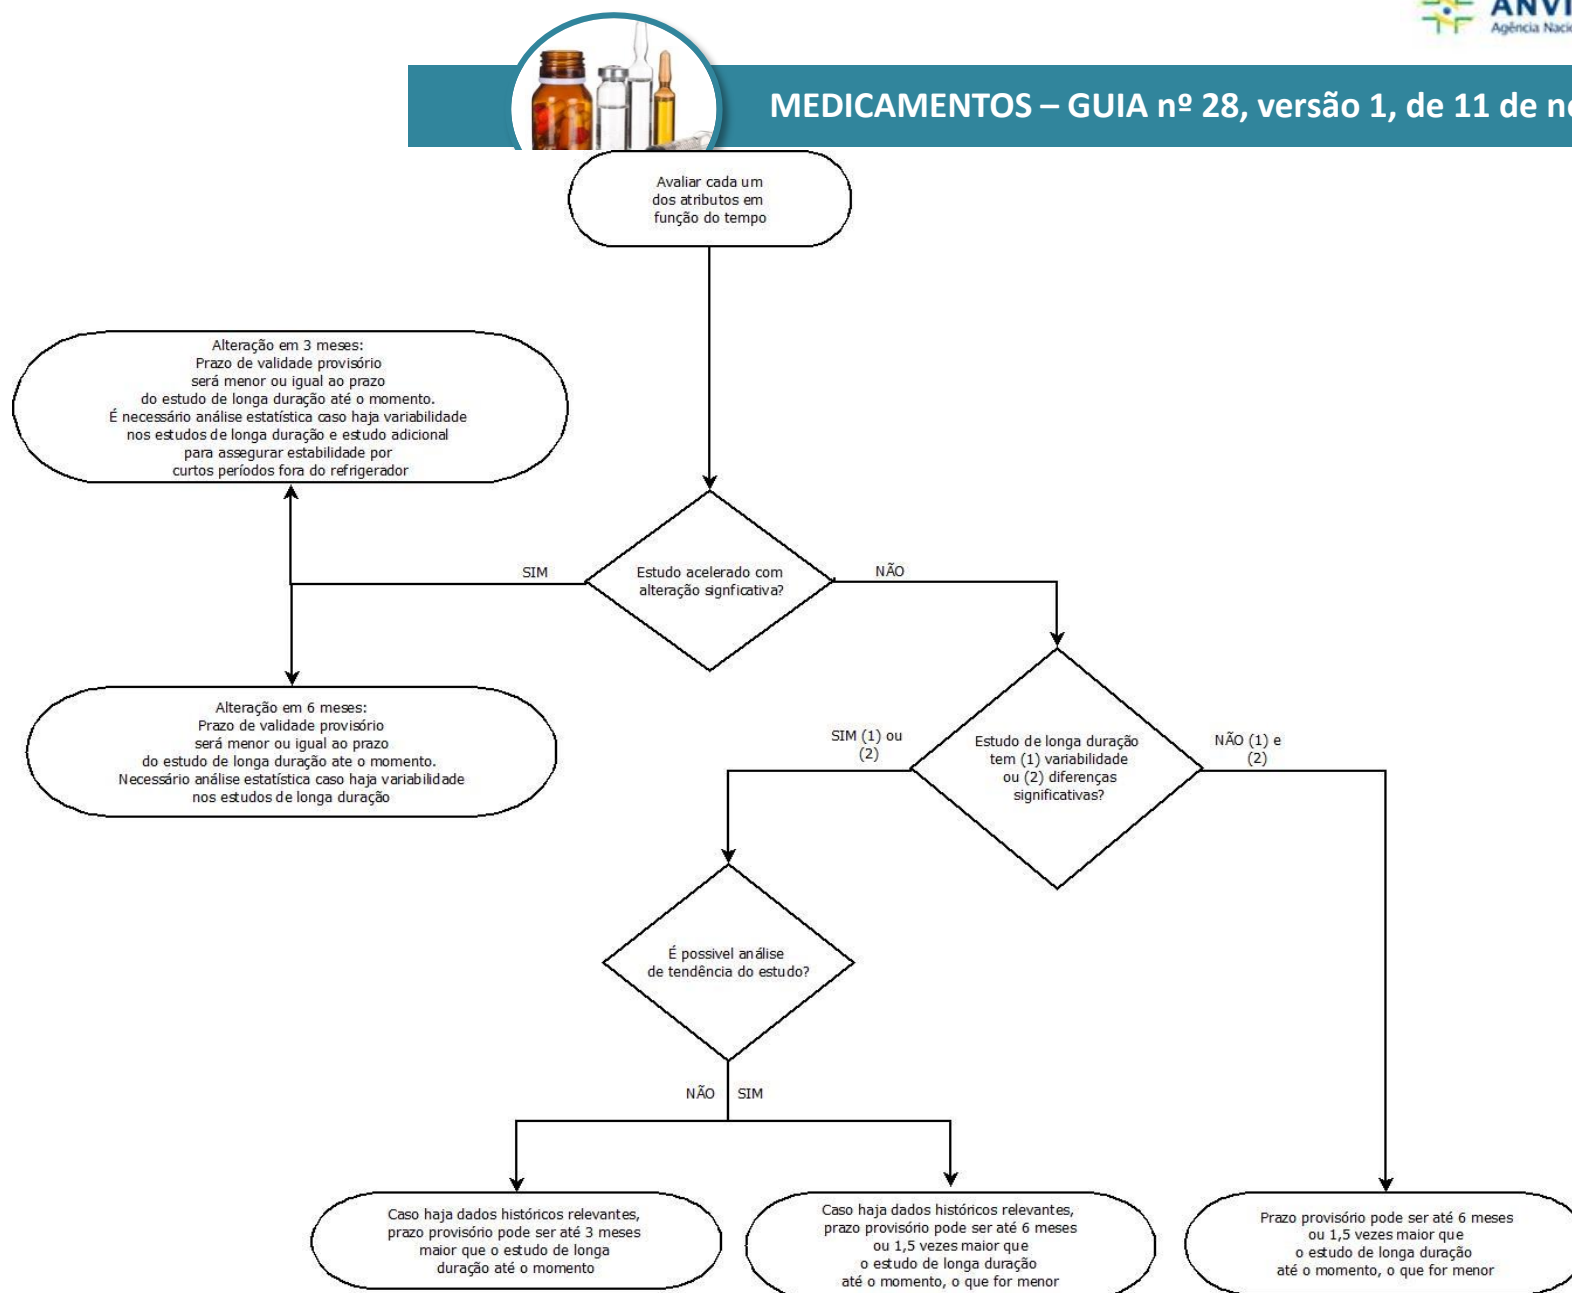 Agência
MEDICAMENTOS – GUIA nº 28, versão 1, de 11 de
Avaliar cada um
dos atributos em
função do tempo
Alteração em 3 meses:
Prazo de validade provisório
será menor ou igual ao prazo
do estudo de longa duração até o momento.
É necessário análise estatística caso haja variabilidade
nos estudos de longa duração e estudo adicional
para assegurar estabilidade por
curtos períodos fora do refrigerador
SIM
Estudo acelerado com
alteração signficativa?
NÃO
Alteração em 6 meses:
Prazo de validade provisório
será menor ou igual ao prazo
do estudo de longa duração ate o momento.
Necessário análise estatística caso haja variabilidade
nos estudos de longa duração
SIM (1) ou
(2)
Estudo de longa duração
tem (1) variabilidade
ou (2) diferenças
significativas?
NÃO (1) e
(2)
É possivel análise
de tendência do estudo?
NÃO
SIM
Caso haja dados históricos relevantes,
prazo provisório pode ser até 3 meses
maior que o estudo de longa
duração até o momento
Caso haja dados históricos relevantes,
prazo provisório pode ser até 6 meses
ou 1,5 vezes maior que
o estudo de longa duração
até o momento, o que for menor
Prazo provisório pode ser até 6 meses
ou 1,5 vezes maior que
o estudo de longa duração
até o momento, o que for menor